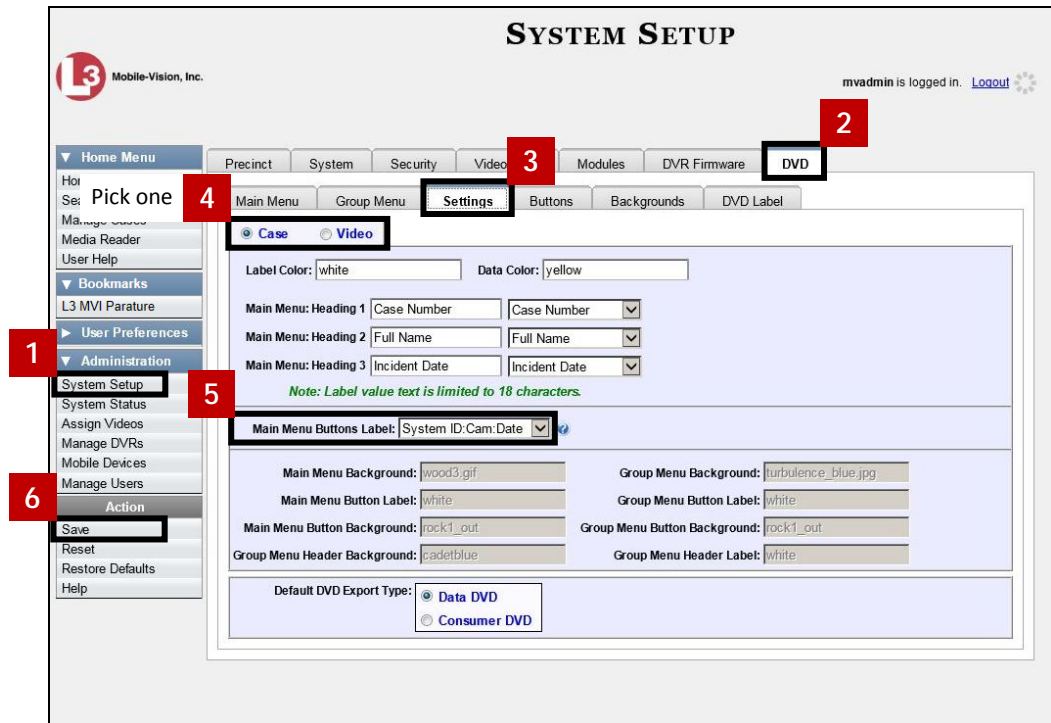 SYSTEM SETUP
L3 Mobile-Vision, Inc.
mvadmin is logged in. Logout
2
▼ Home Menu
Precinct System Security Video 3 Modules DVR Firmware DVD
Pick one 4
Main Menu Group Menu Settings Buttons Backgrounds DVD Label
Manage Cases
Case Video
Media Reader
User Help
Label Color: white Data Color: yellow
▼ Bookmarks
L3 MVI Parature
Main Menu: Heading 1 Case Number Case Number
► User Preferences
Main Menu: Heading 2 Full Name Full Name
1
▼ Administration
Main Menu: Heading 3 Incident Date Incident Date
System Setup
5
Note: Label value text is limited to 18 characters.
System Status
Assign Videos
Main Menu Buttons Label: System ID:Cam:Date ?
Manage DVRs
Mobile Devices
Main Menu Background: wood3.gif Group Menu Background: turbulence_blue.jpg
Manage Users
6
Main Menu Button Label: white Group Menu Button Label: white
Action
Save
Main Menu Button Background: rock1_out Group Menu Button Background: rock1_out
Reset
Group Menu Header Background: cadetblue Group Menu Header Label: white
Restore Defaults
Help
Default DVD Export Type: Data DVD
Consumer DVD